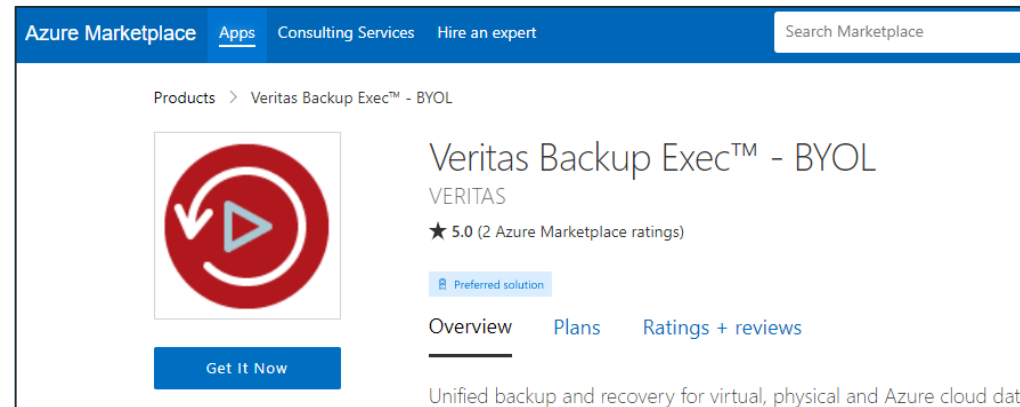 Azure Marketplace Apps Consulting Services Hire an expert Search Marketplace
Products > Veritas Backup Exec™ - BYOL
Veritas Backup Exec™ - BYOL
VERITAS
★ 5.0 (2 Azure Marketplace ratings)
Preferred solution
Overview Plans Ratings + reviews
Get It Now
Unified backup and recovery for virtual, physical and Azure cloud dat